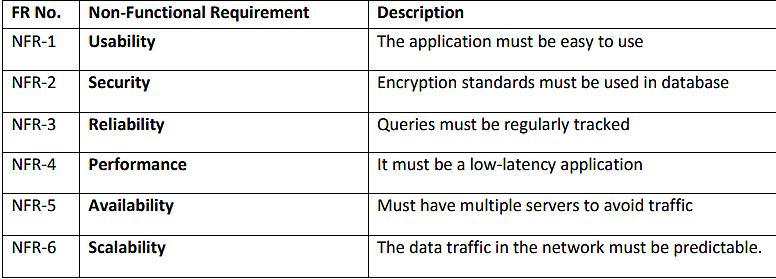 FR No. Non-Functional Requirement Description
NFR-1 Usability The application must be easy to use
NFR-2 Security Encryption standards must be used in database
NFR-3 Reliability Queries must be regularly tracked
NFR-4 Performance It must be a low-latency application
NFR-5 Availability Must have multiple servers to avoid traffic
NFR-6 Scalability The data traffic in the network must be predictable.